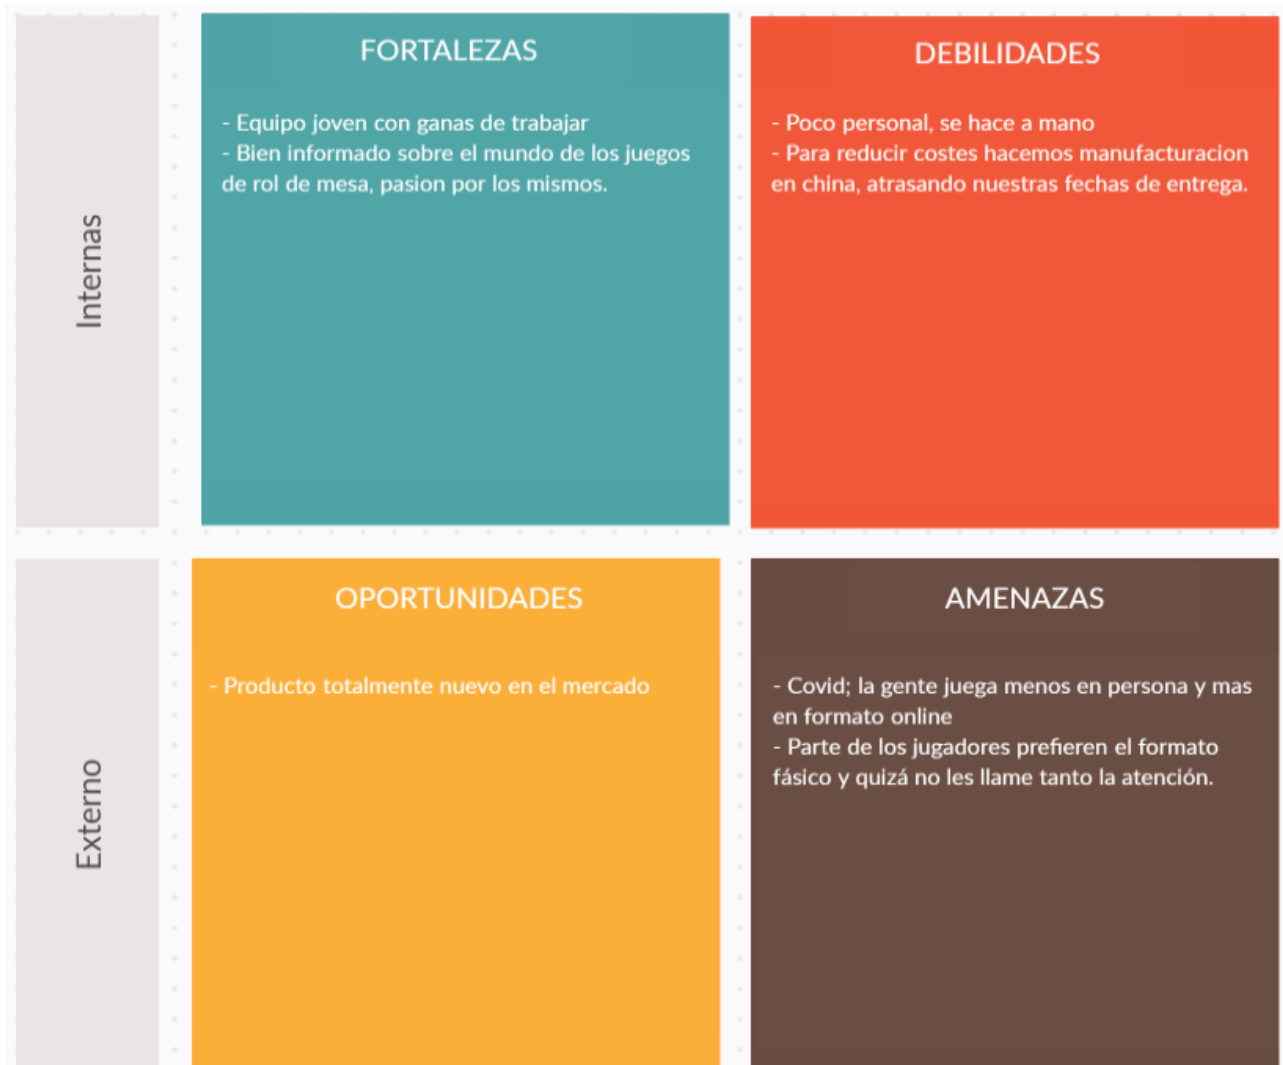 Internas
FORTALEZAS
- Equipo joven con ganas de trabajar
- Bien informado sobre el mundo de los juegos
de rol de mesa, pasion por los mismos.
DEBILIDADES
- Poco personal, se hace a mano
- Para reducir costes hacemos manufacturacion
en china, atrasando nuestras fechas de entrega.
Externo
OPORTUNIDADES
- Producto totalmente nuevo en el mercado
AMENAZAS
- Covid; la gente juega menos en persona y mas
en formato online
- Parte de los jugadores prefieren el formato
fásico y quizá no les llame tanto la atención.